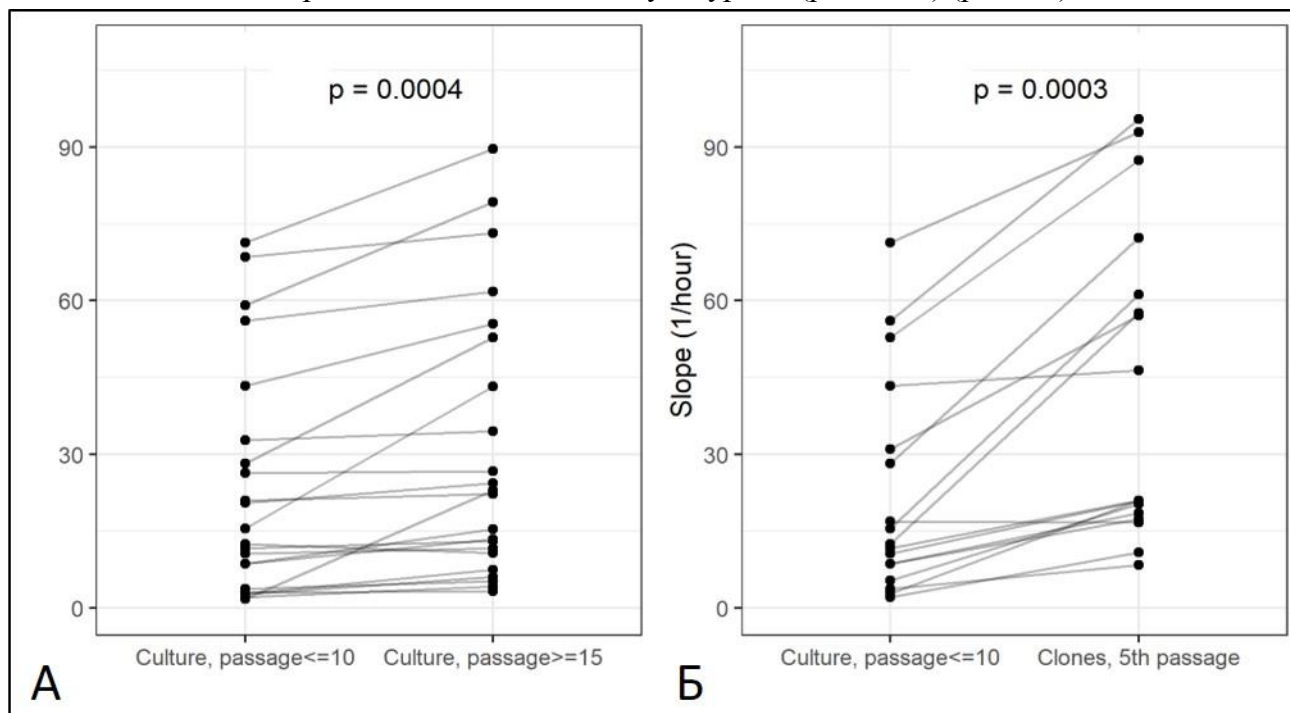 p = 0.0004
90
60
30
0
Culture, passage<=10 Culture, passage>=15
А
p = 0.0003
Slope (1/hour)
90
60
30
0
Culture, passage<=10 Clones, 5th passage
Б